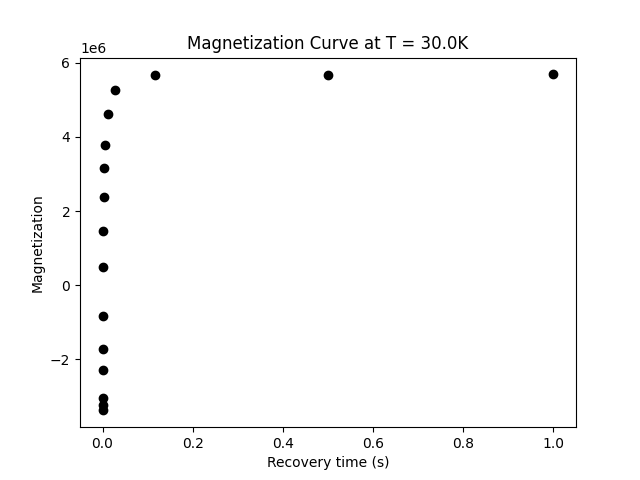 Magnetization Curve at T = 30.0K
1e6
6
4
2
0
−2
Magnetization
0.0 0.2 0.4 0.6 0.8 1.0
Recovery time (s)